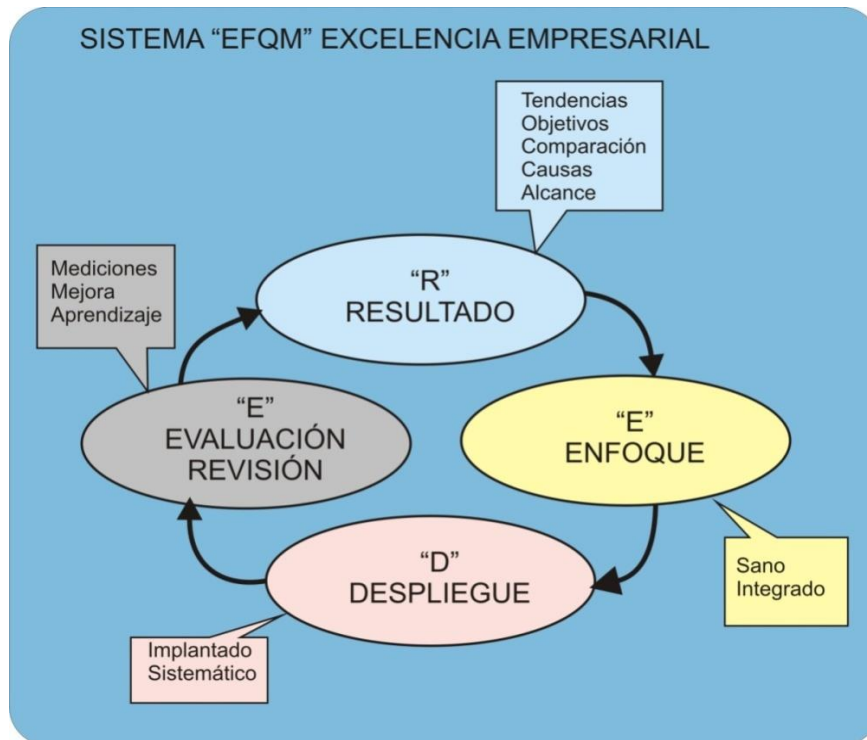 SISTEMA “EFQM” EXCELENCIA EMPRESARIAL
Tendencias
Objetivos
Comparación
Causas
Alcance
“R”
RESULTADO
Mediciones
Mejora
Aprendizaje
“E”
EVALUACIÓN
REVISIÓN
“E”
ENFOQUE
Sano
Integrado
“D”
DESPLIEGUE
Implantado
Sistemático